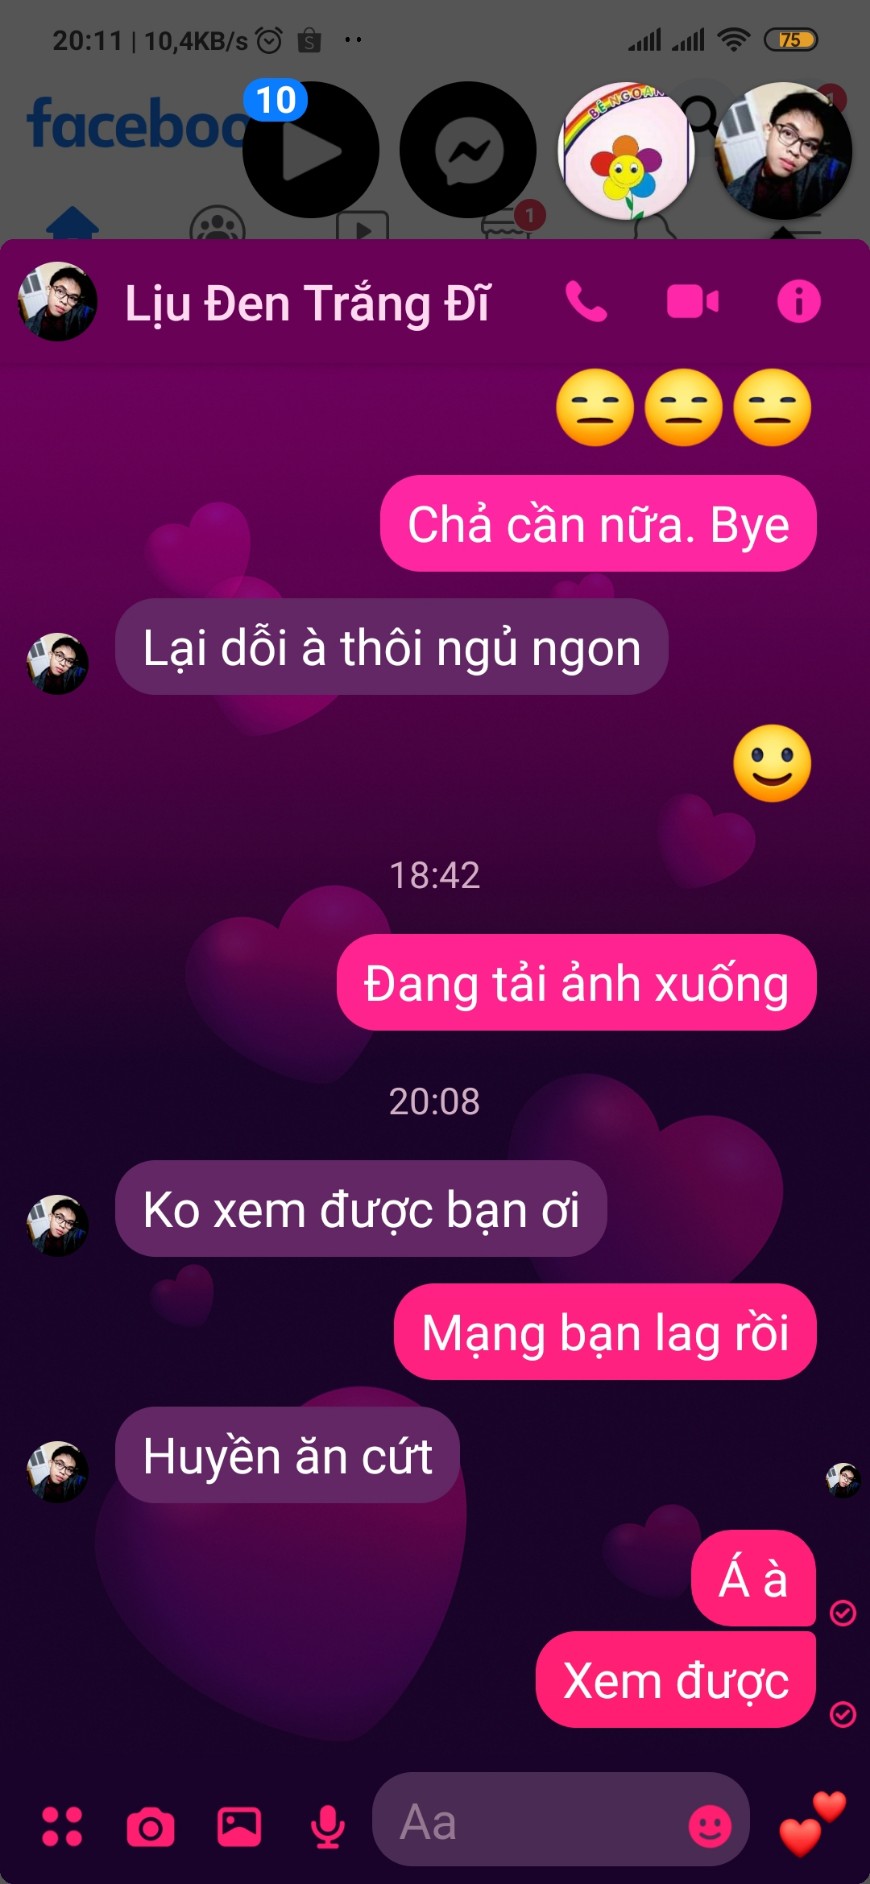 20:11 | 10,4KB/s
75
faceboo
10
BÉ NGOAN
1
1
Lịu Đen Trắng Đĩ
Chả cần nữa. Bye
Lại dỗi à thôi ngủ ngon
18:42
Đang tải ảnh xuống
20:08
Ko xem được bạn ơi
Mạng bạn lag rồi
Huyền ăn cứt
Á à
Xem được
Aa